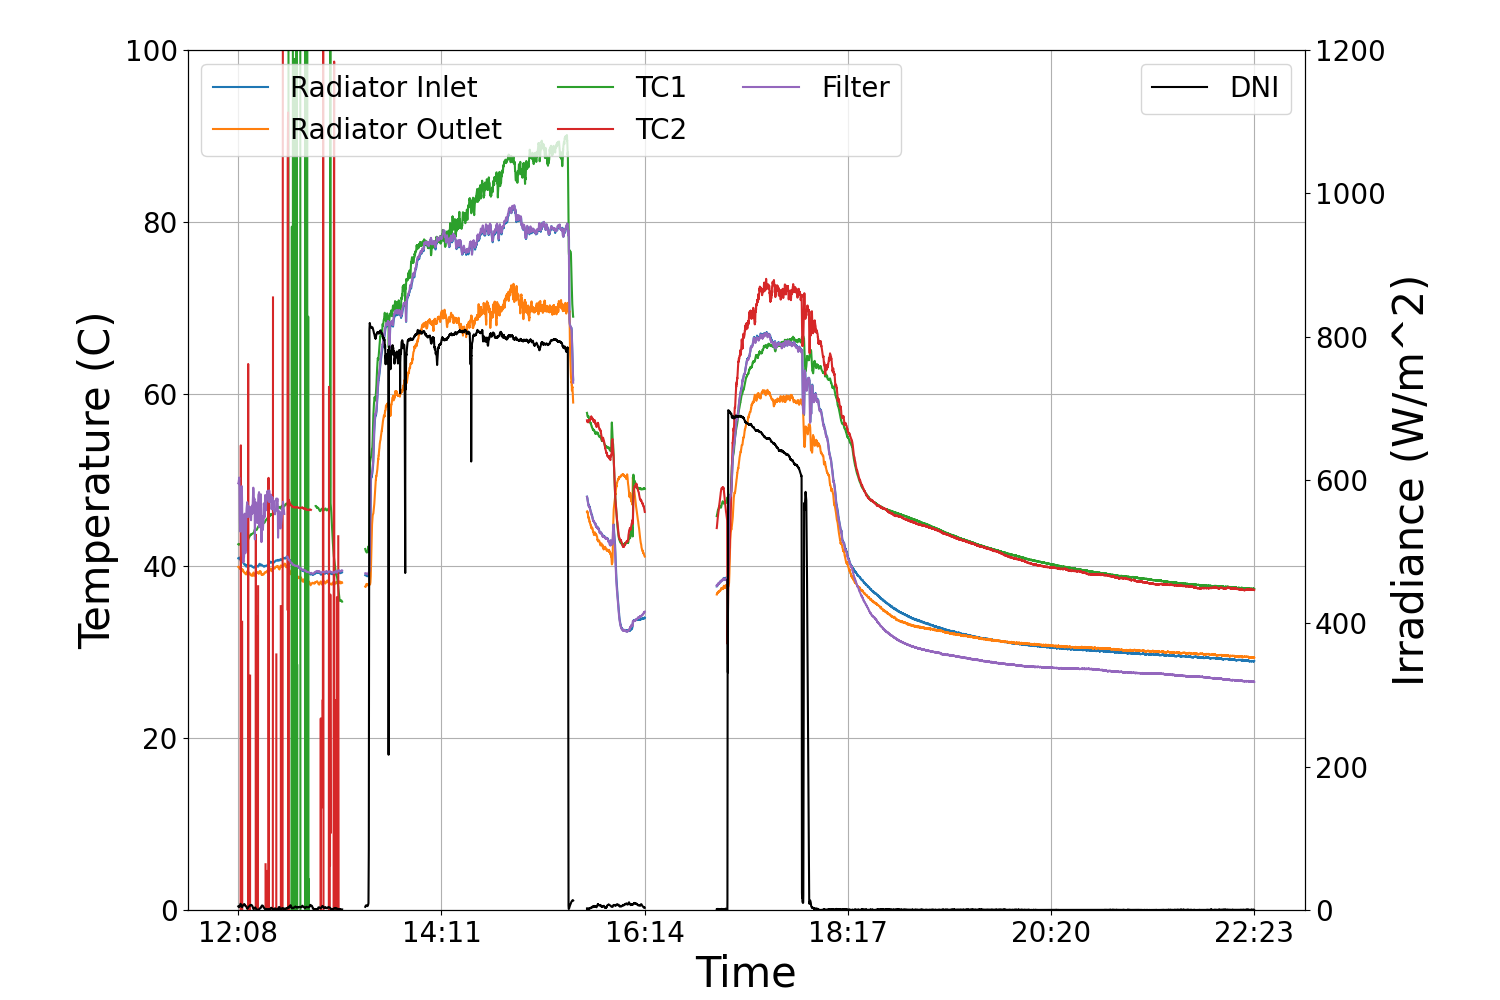 100
80
60
40
20
0
Temperature (C)
Radiator Inlet
Radiator Outlet
TC1
TC2
Filter
DNI
1200
1000
800
600
400
200
0
Irradiance (W/m^2)
12:08 14:11 16:14 18:17 20:20 22:23
Time